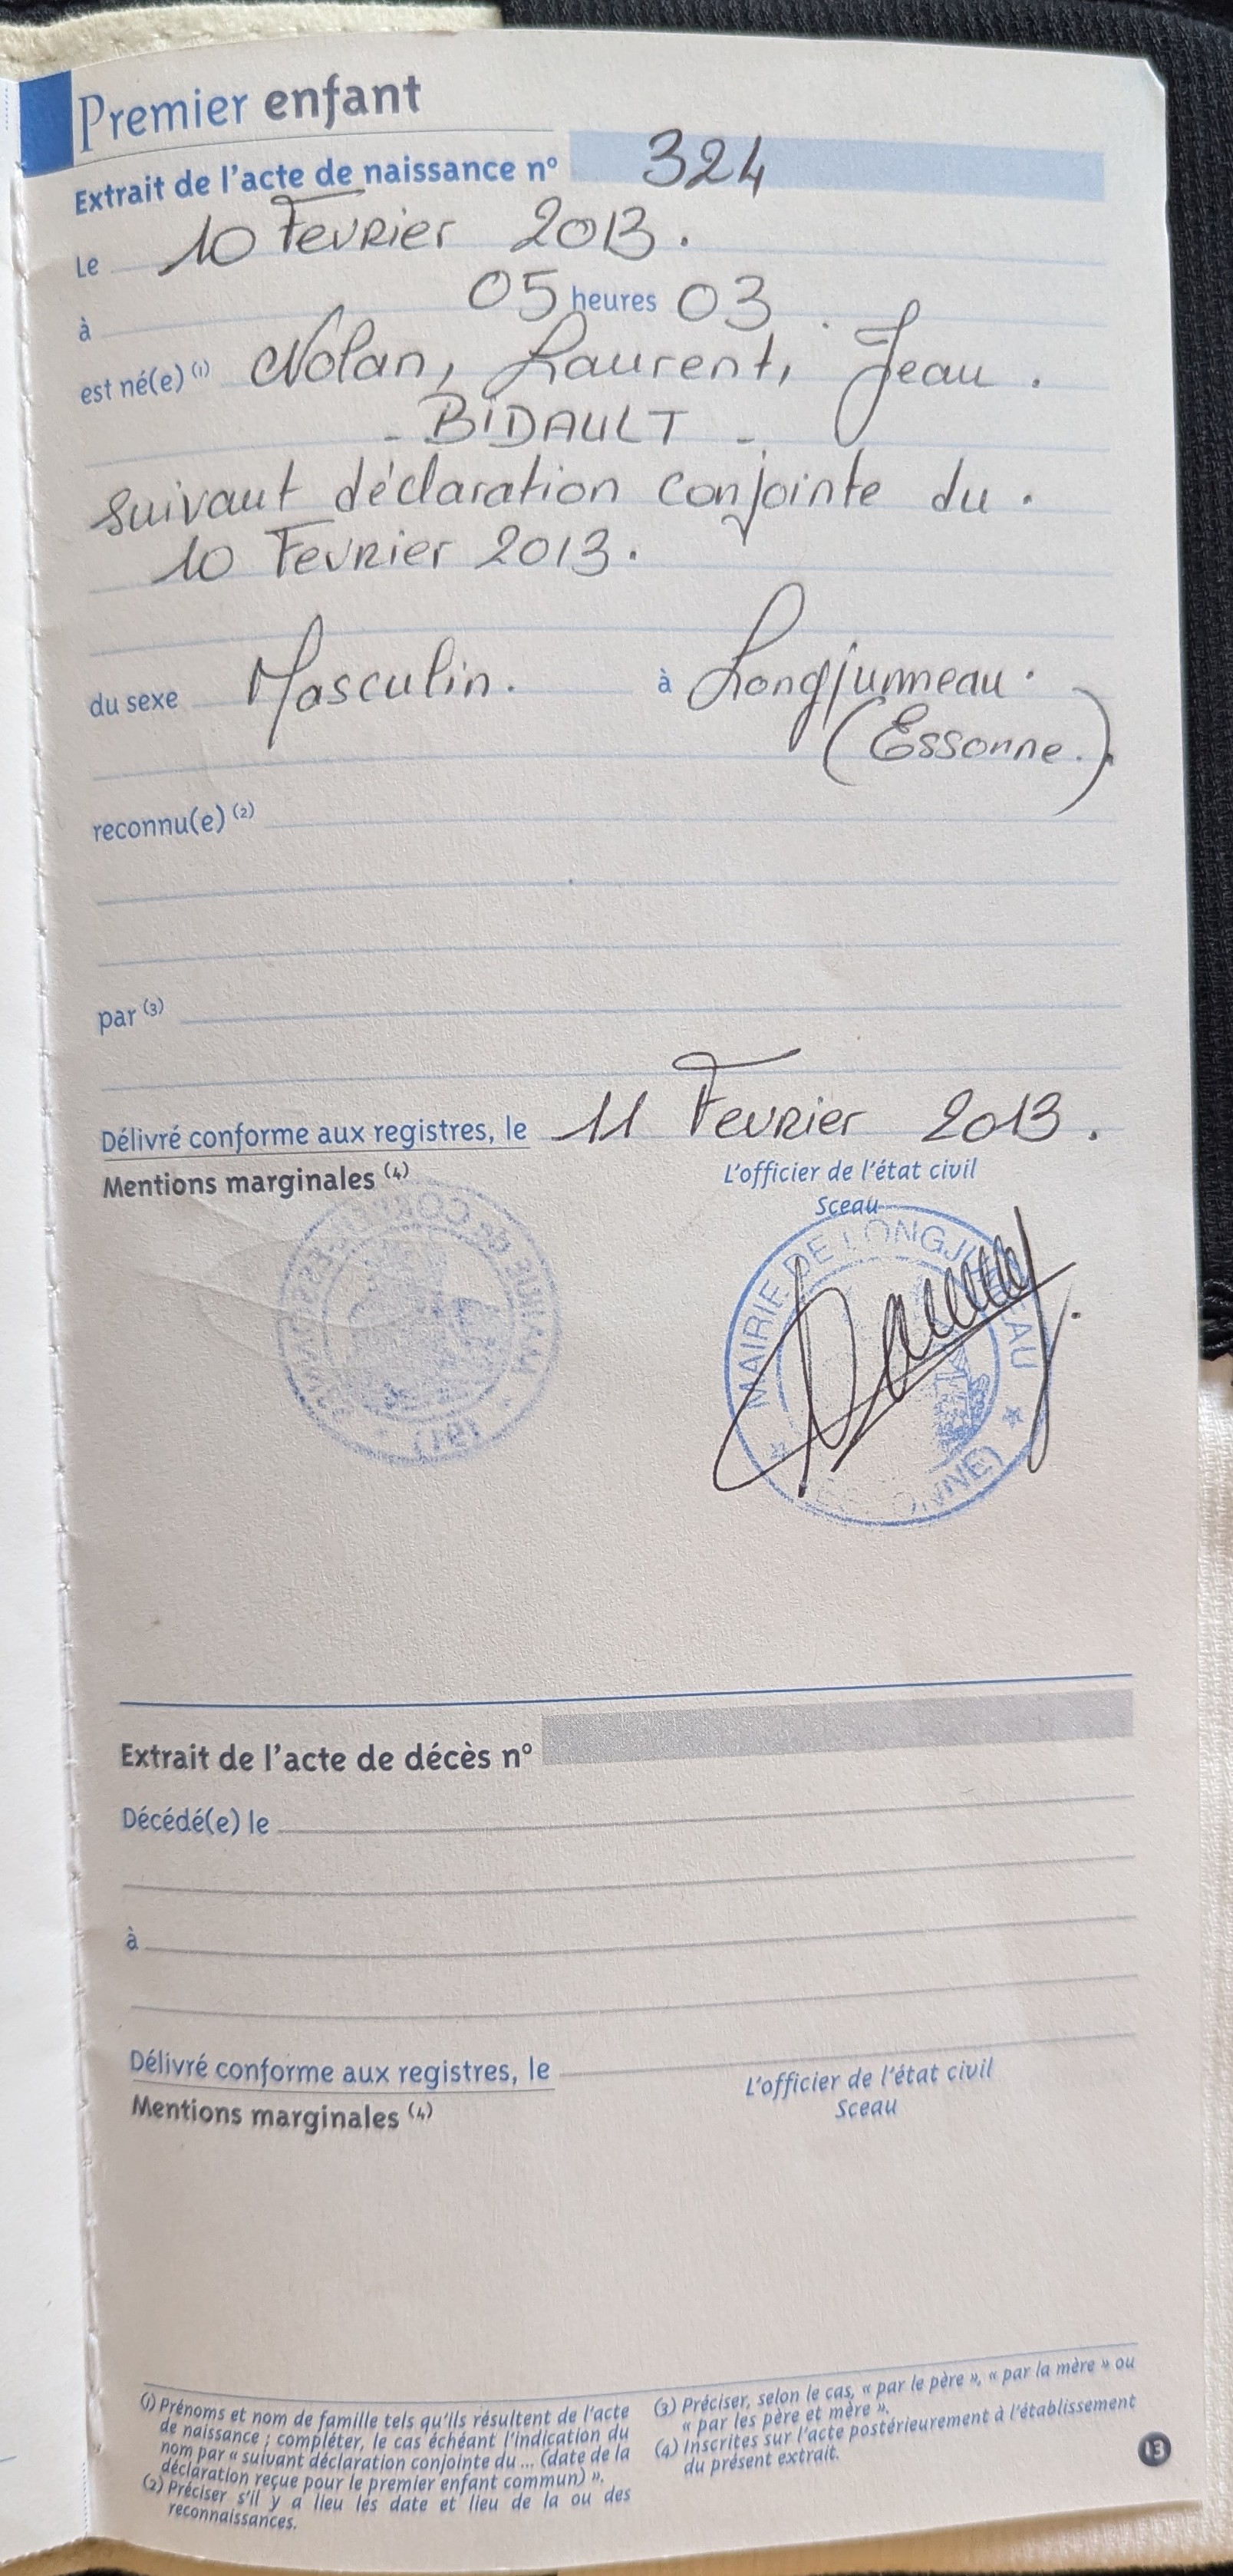 Premier enfant
Extrait de l'acte de naissance n° 324
Le 10 Fevrier 2013.
à 05 heures 03.
est né(e) (1) Nolan, Laurent, Jean.
- BIDAULT -
suivant déclaration conjointe du.
10 Fevrier 2013.
du sexe Masculin. à Longjumeau.
(Essonne.).
reconnu(e) (2)
par (3)
Délivré conforme aux registres, le 11 Fevrier 2013.
Mentions marginales (4)
L'officier de l'état civil
Sceau
MAIRIE DE LONGJUMEAU
(ESSONNE)
Extrait de l'acte de décès n°
Décédé(e) le
à
Délivré conforme aux registres, le
Mentions marginales (4)
L'officier de l'état civil
Sceau
(1) Prénoms et nom de famille tels qu'ils résultent de l'acte
de naissance ; compléter, le cas échéant l'indication du
nom par « suivant déclaration conjointe du ... (date de la
déclaration reçue pour le premier enfant commun) ».
(2) Préciser s'il y a lieu les date et lieu de la ou des
reconnaissances.
(3) Préciser, selon le cas, « par le père », « par la mère » ou
« par les père et mère ».
(4) Inscrites sur l'acte postérieurement à l'établissement
du présent extrait.
13